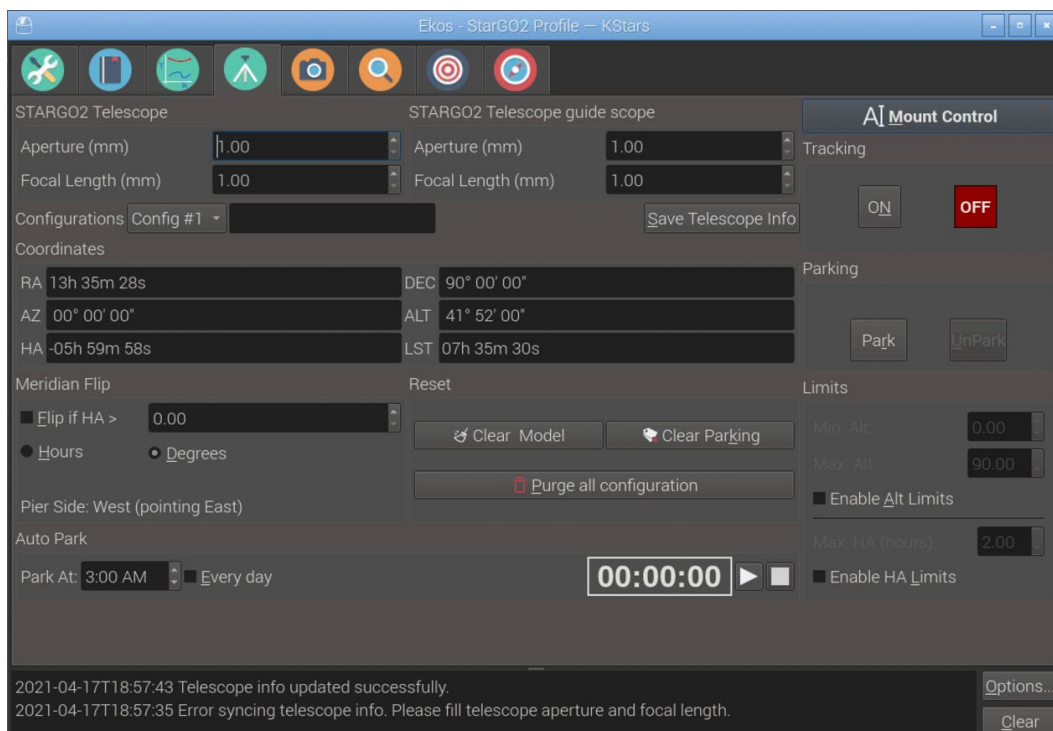 Ekos - StarGO2 Profile — KStars
STARGO2 Telescope
STARGO2 Telescope guide scope
Mount Control
Aperture (mm) 1.00
Aperture (mm) 1.00
Tracking
Focal Length (mm) 1.00
Focal Length (mm) 1.00
ON OFF
Configurations Config #1
Save Telescope Info
Coordinates
RA 13h 35m 28s
DEC 90° 00' 00"
Parking
AZ 00° 00' 00"
ALT 41° 52' 00"
HA -05h 59m 58s
LST 07h 35m 30s
Park UnPark
Meridian Flip
Reset
Limits
Flip if HA > 0.00
Min. Alt. 0.00
Clear Model
Clear Parking
Hours Degrees
Max. Alt. 90.00
Purge all configuration
Enable Alt Limits
Pier Side: West (pointing East)
Auto Park
Max. HA (hours). 2.00
Park At: 3:00 AM Every day
00:00:00
Enable HA Limits
2021-04-17T18:57:43 Telescope info updated successfully.
Options...
2021-04-17T18:57:35 Error syncing telescope info. Please fill telescope aperture and focal length.
Clear